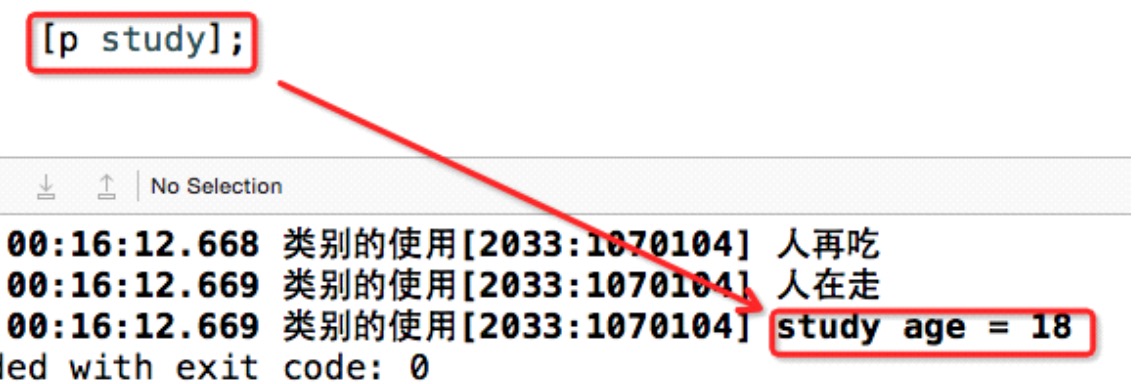 [p study];
No Selection
00:16:12.668 类别的使用[2033:1070104] 人再吃
00:16:12.669 类别的使用[2033:1070104] 人在走
00:16:12.669 类别的使用[2033:1070104] study age = 18
ded with exit code: 0